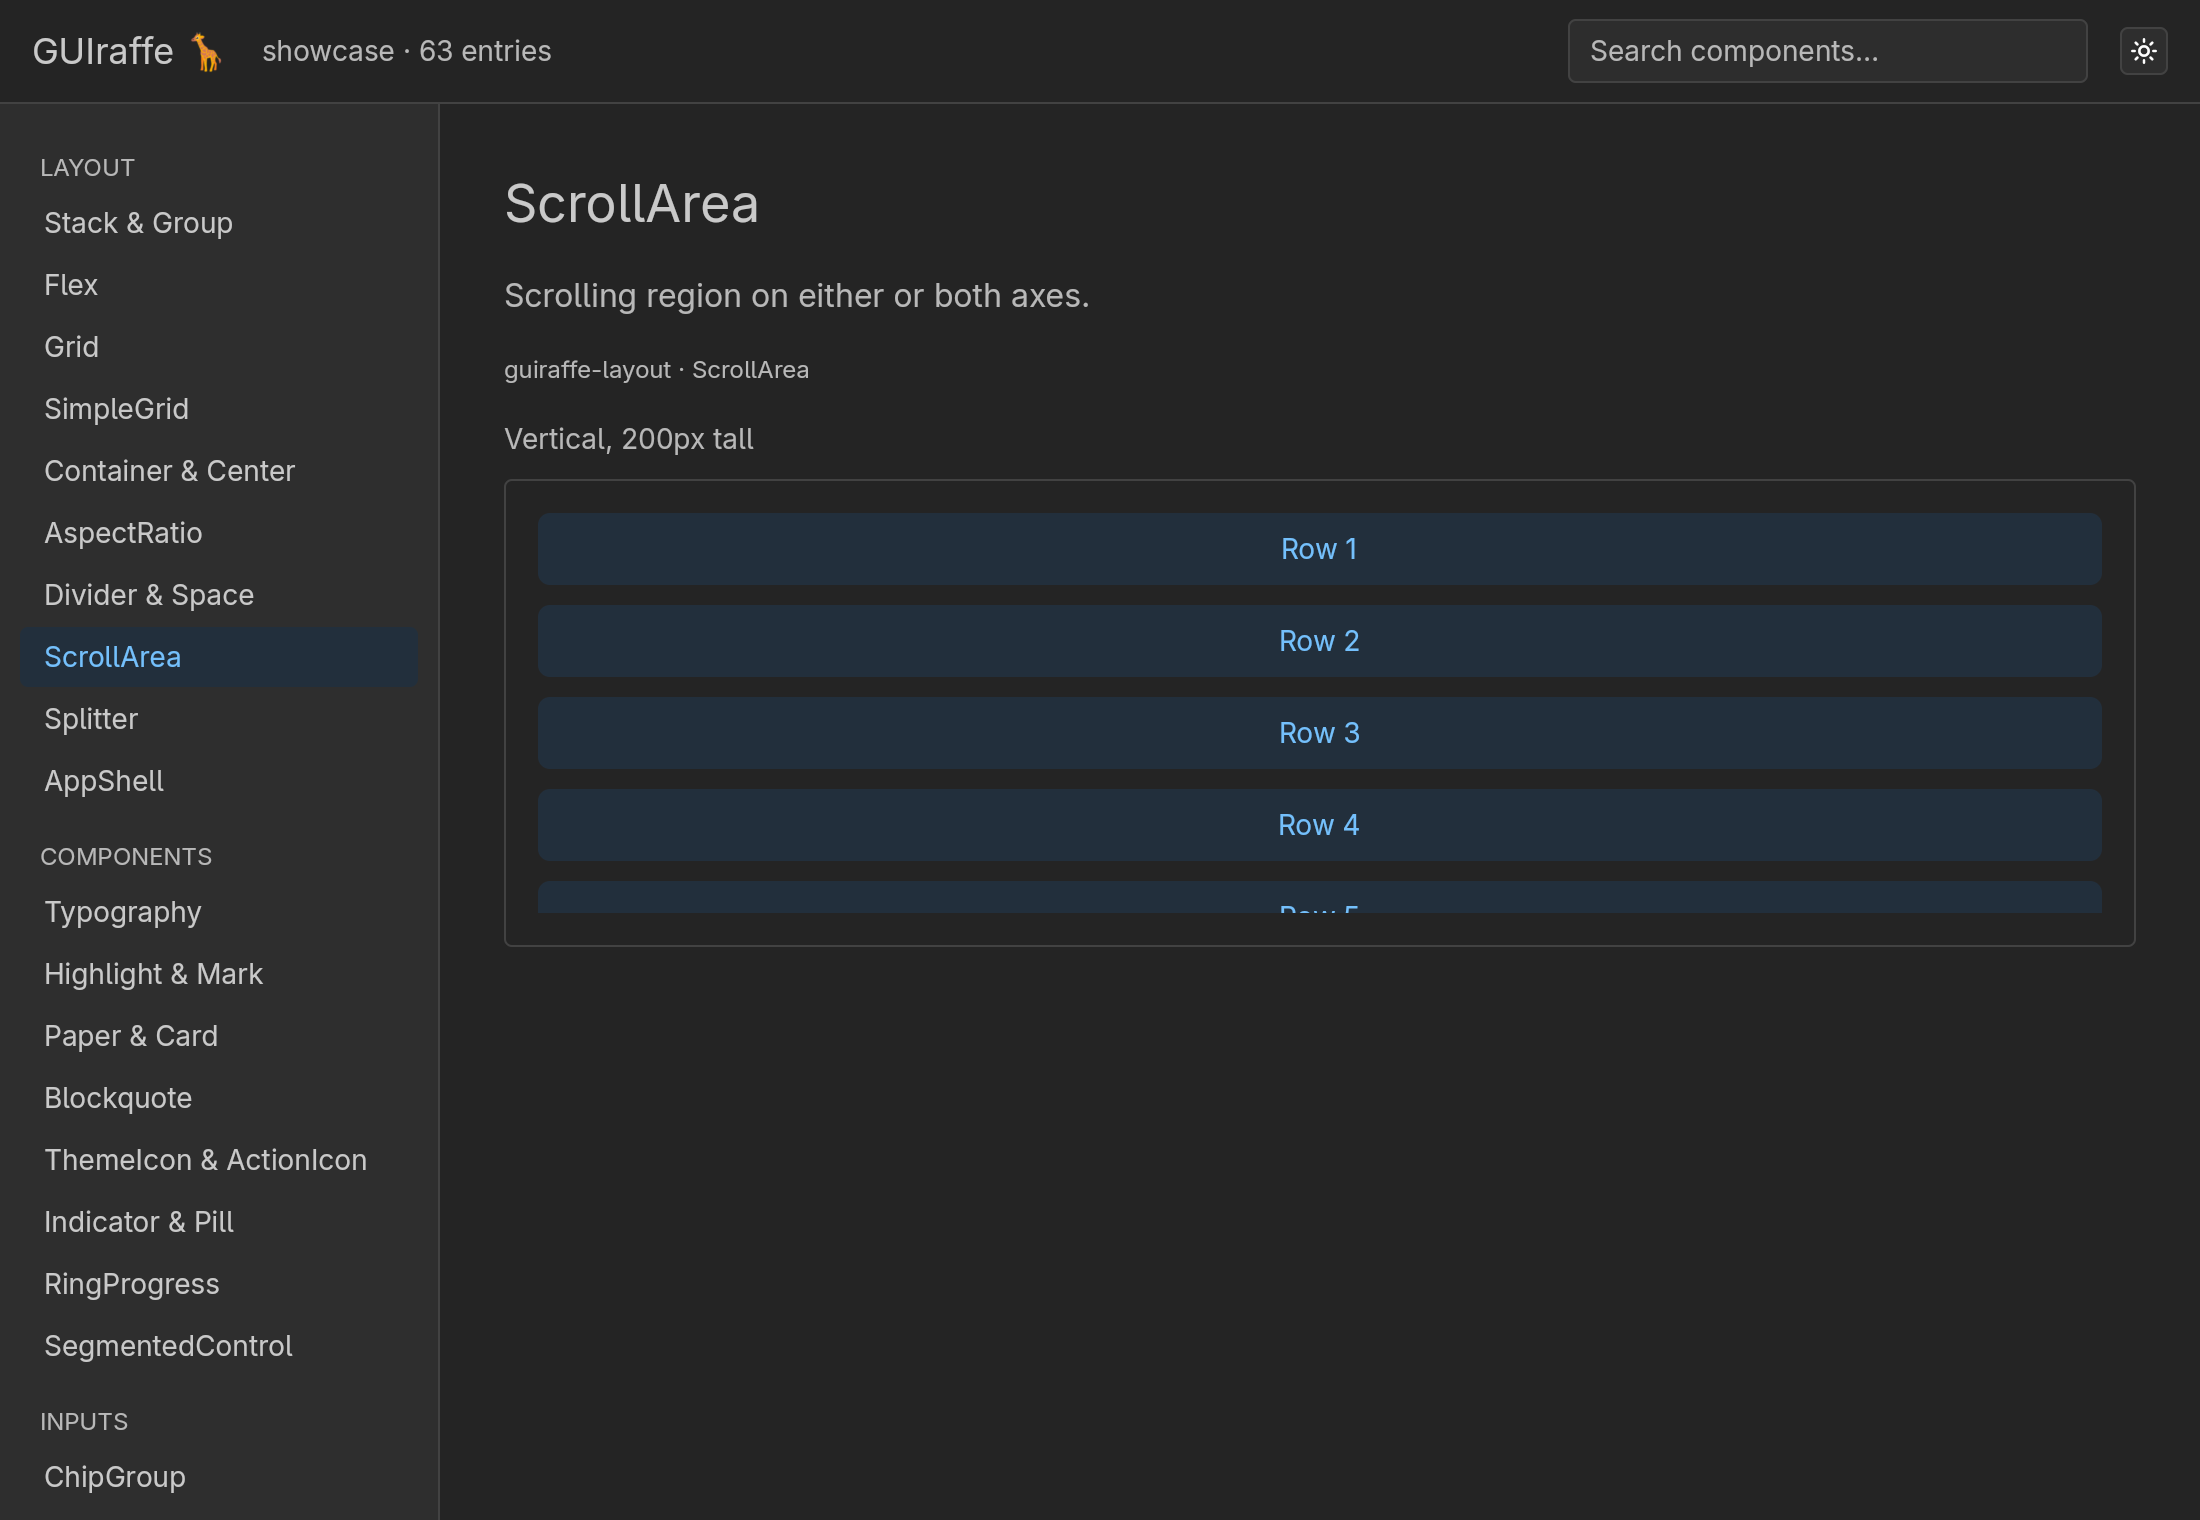 GUIraffe 🦒 showcase · 63 entries
Search components...
LAYOUT
Stack & Group
Flex
Grid
SimpleGrid
Container & Center
AspectRatio
Divider & Space
ScrollArea
Splitter
AppShell
COMPONENTS
Typography
Highlight & Mark
Paper & Card
Blockquote
ThemeIcon & ActionIcon
Indicator & Pill
RingProgress
SegmentedControl
INPUTS
ChipGroup
ScrollArea
Scrolling region on either or both axes.
guiraffe-layout · ScrollArea
Vertical, 200px tall
Row 1
Row 2
Row 3
Row 4
Row 5